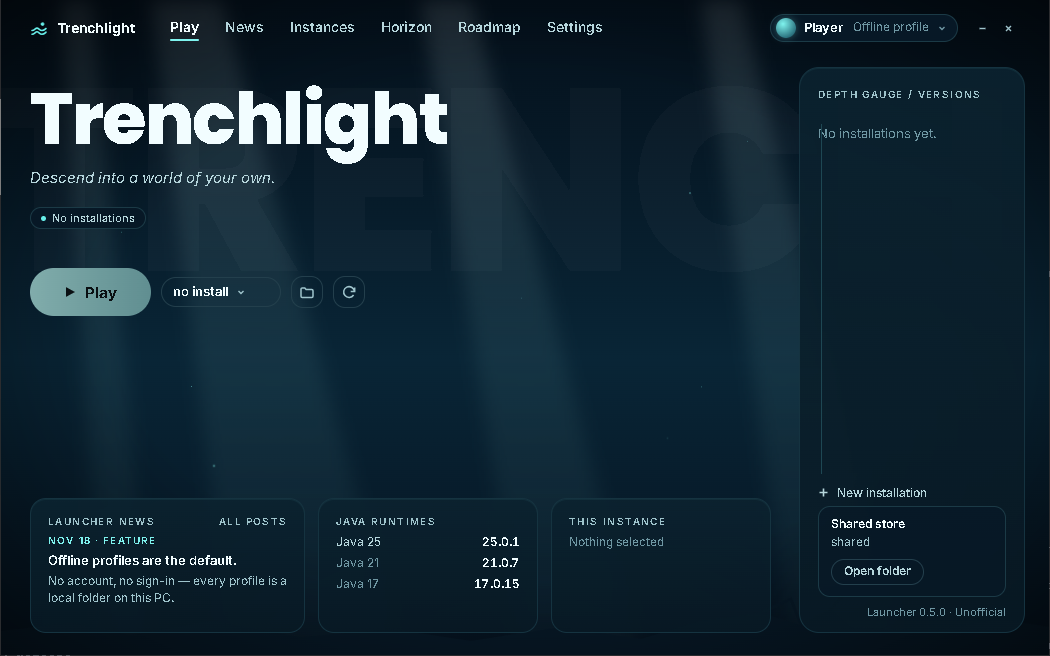 Trenchlight
Play
News
Instances
Horizon
Roadmap
Settings
Player Offline profile
TRENC
Trenchlight
Descend into a world of your own.
No installations
Play
no install
DEPTH GAUGE / VERSIONS
No installations yet.
New installation
Shared store
shared
Open folder
Launcher 0.5.0 · Unofficial
LAUNCHER NEWS
ALL POSTS
NOV 18 · FEATURE
Offline profiles are the default.
No account, no sign-in — every profile is a
local folder on this PC.
JAVA RUNTIMES
Java 25 25.0.1
Java 21 21.0.7
Java 17 17.0.15
THIS INSTANCE
Nothing selected